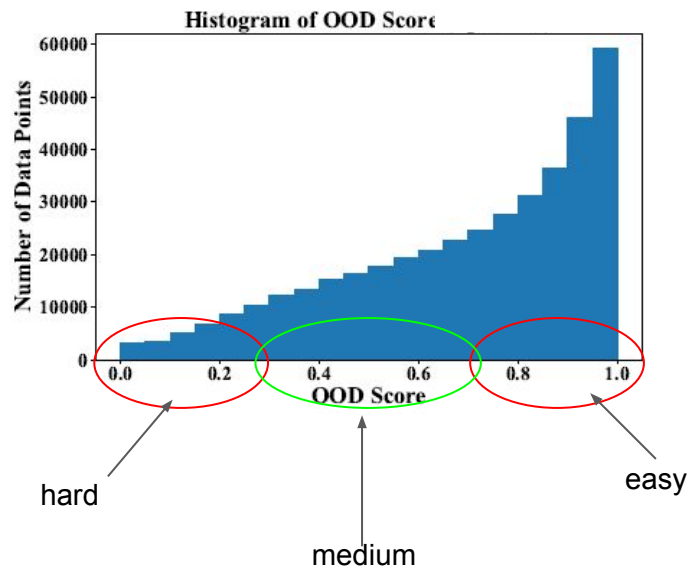 Histogram of OOD Score
Number of Data Points
60000
50000
40000
30000
20000
10000
0
0.0 0.2 0.4 0.6 0.8 1.0
OOD Score
hard
easy
medium